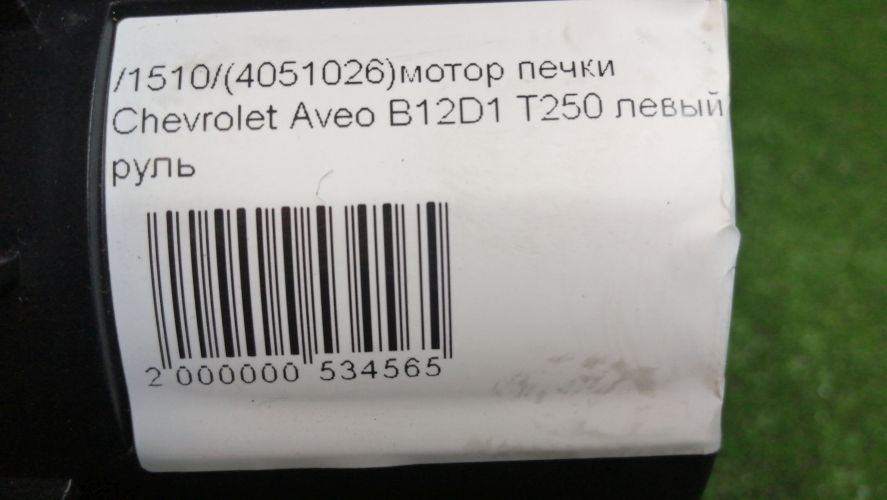 /1510/(4051026)мотор печки
Chevrolet Aveo B12D1 T250 левый
руль
2 000000 534565